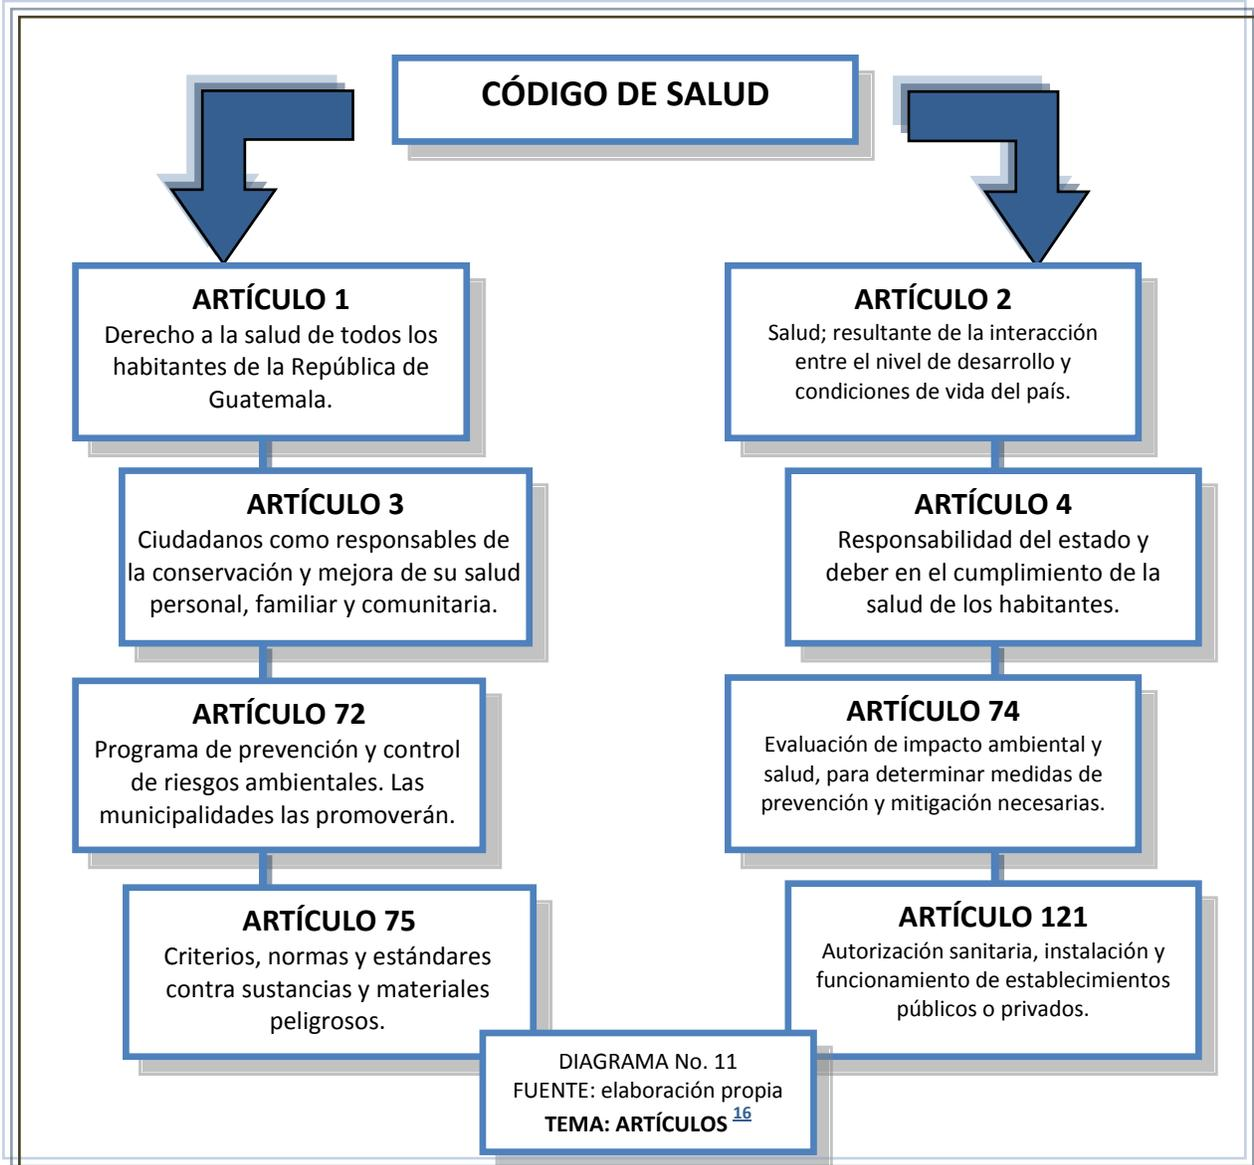 CÓDIGO DE SALUD
ARTÍCULO 1
Derecho a la salud de todos los
habitantes de la República de
Guatemala.
ARTÍCULO 2
Salud; resultante de la interacción
entre el nivel de desarrollo y
condiciones de vida del país.
ARTÍCULO 3
Ciudadanos como responsables de
la conservación y mejora de su salud
personal, familiar y comunitaria.
ARTÍCULO 4
Responsabilidad del estado y
deber en el cumplimiento de la
salud de los habitantes.
ARTÍCULO 72
Programa de prevención y control
de riesgos ambientales. Las
municipalidades las promoverán.
ARTÍCULO 74
Evaluación de impacto ambiental y
salud, para determinar medidas de
prevención y mitigación necesarias.
ARTÍCULO 75
Criterios, normas y estándares
contra sustancias y materiales
peligrosos.
ARTÍCULO 121
Autorización sanitaria, instalación y
funcionamiento de establecimientos
públicos o privados.
DIAGRAMA No. 11
FUENTE: elaboración propia
TEMA: ARTÍCULOS 16